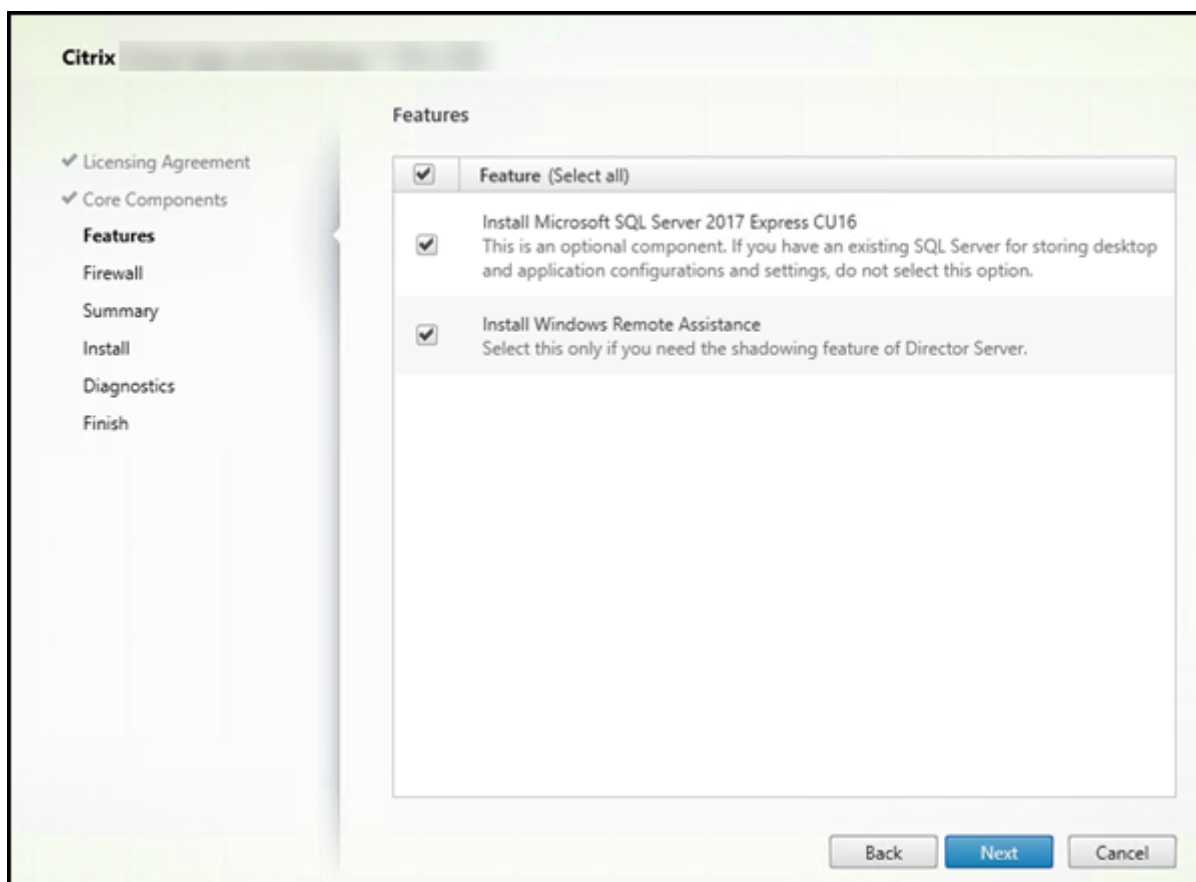 Citrix
Features
✔ Licensing Agreement
✔ Core Components
Features
Firewall
Summary
Install
Diagnostics
Finish
Feature (Select all)
Install Microsoft SQL Server 2017 Express CU16
This is an optional component. If you have an existing SQL Server for storing desktop
and application configurations and settings, do not select this option.
Install Windows Remote Assistance
Select this only if you need the shadowing feature of Director Server.
Back Next Cancel